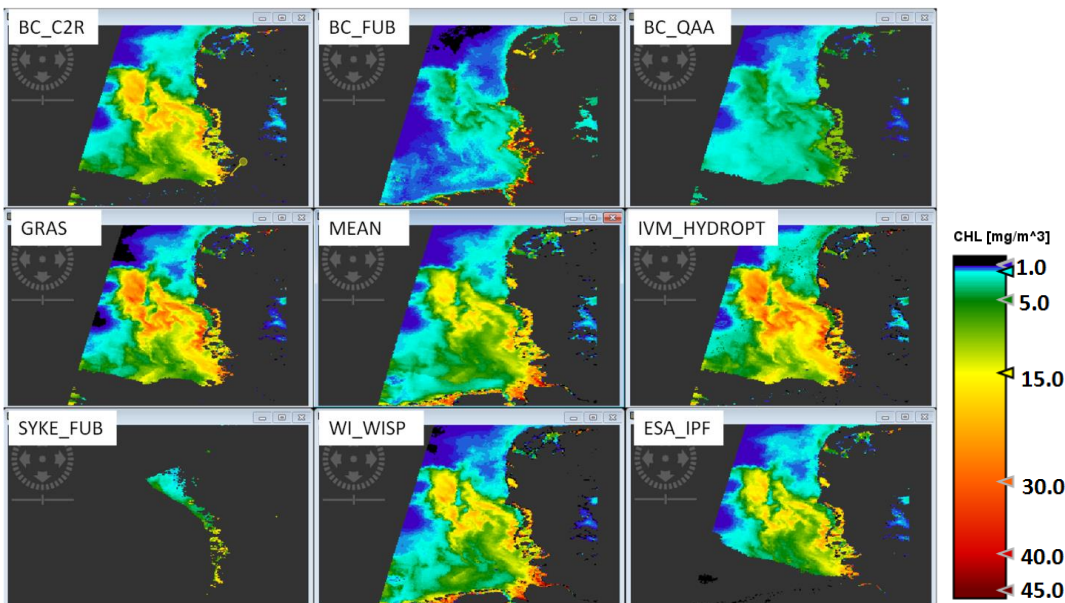 BC_C2R
BC_FUB
BC_QAA
GRAS
MEAN
IVM_HYDROPT
SYKE_FUB
WI_WISP
ESA_IPF
CHL [mg/m^3]
1.0
5.0
15.0
30.0
40.0
45.0